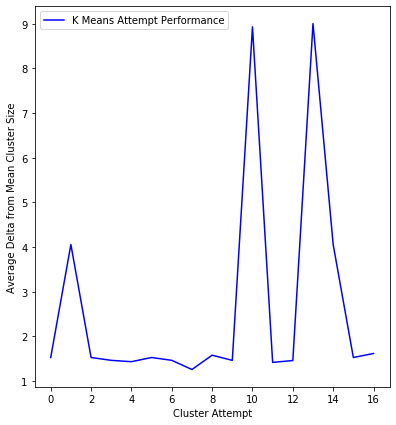 K Means Attempt Performance
9
8
7
6
5
4
3
2
1
Average Delta from Mean Cluster Size
0 2 4 6 8 10 12 14 16
Cluster Attempt